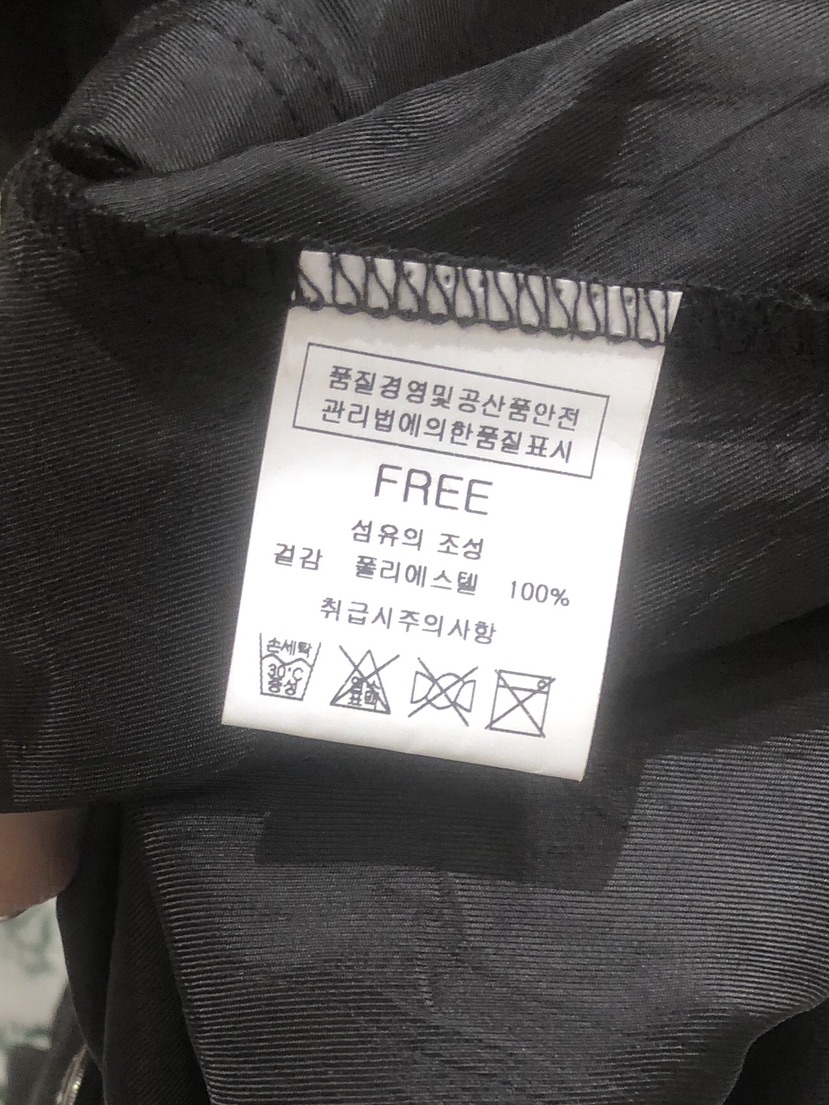 품질경영및공산품안전
관리법에의한품질표시
FREE
섬유의 조성
겉감 폴리에스텔 100%
취급시주의사항
손세탁
30°C
중성
염소
표백